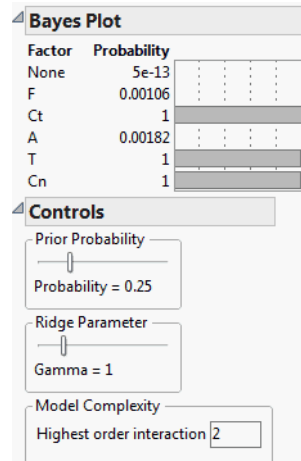 Bayes Plot
Factor Probability
None 5e-13
F 0.00106
Ct 1
A 0.00182
T 1
Cn 1
Controls
Prior Probability
Probability = 0.25
Ridge Parameter
Gamma = 1
Model Complexity
Highest order interaction 2